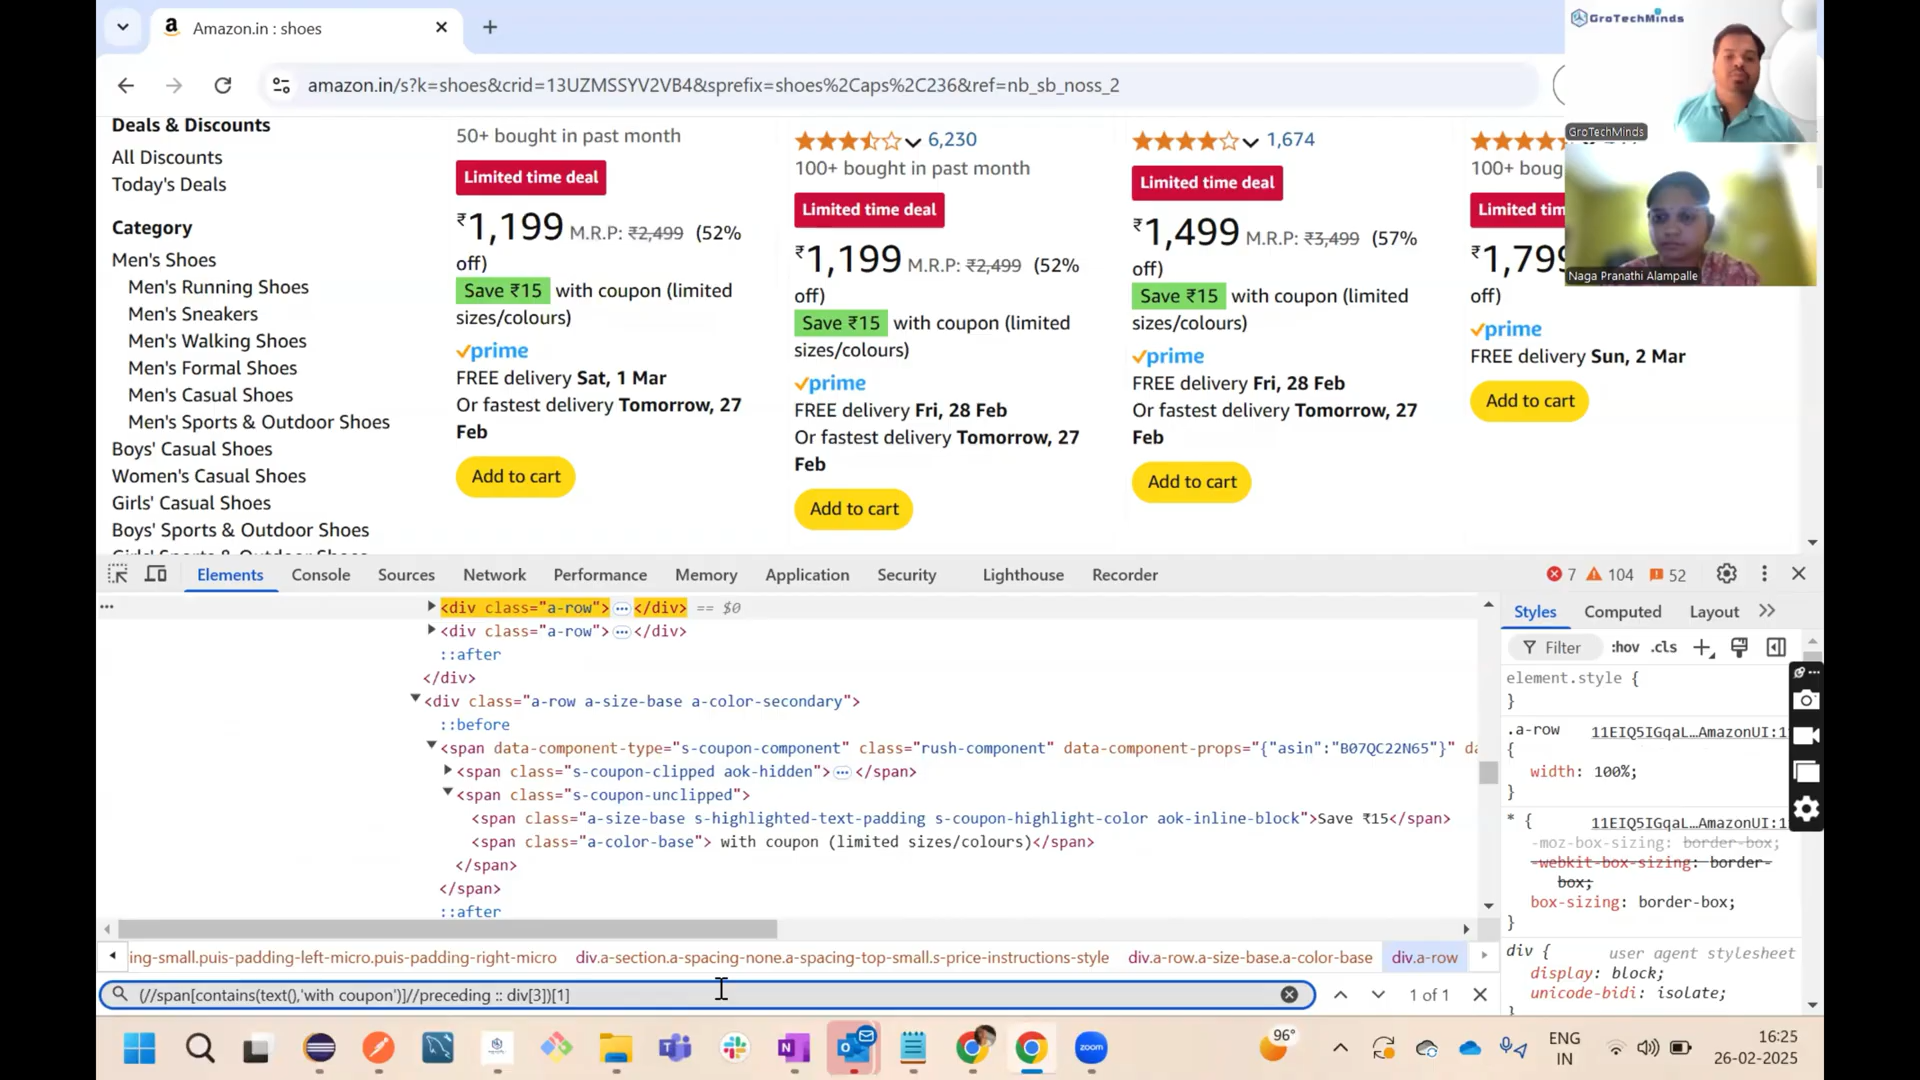 Amazon.in : shoes
amazon.in/s?k=shoes&crid=13UZMSSYV2VB4&sprefix=shoes%2Caps%2C236&ref=nb_sb_noss_2
GroTechMinds
GroTechMinds
Naga Pranathi Alampalle
Deals & Discounts
All Discounts
Today's Deals
Category
Men's Shoes
Men's Running Shoes
Men's Sneakers
Men's Walking Shoes
Men's Formal Shoes
Men's Casual Shoes
Men's Sports & Outdoor Shoes
Boys' Casual Shoes
Women's Casual Shoes
Girls' Casual Shoes
Boys' Sports & Outdoor Shoes
Girls' Sports & Outdoor Shoes
50+ bought in past month
Limited time deal
₹1,199 M.R.P: ₹2,499 (52%
off)
Save ₹15 with coupon (limited
sizes/colours)
prime
FREE delivery Sat, 1 Mar
Or fastest delivery Tomorrow, 27
Feb
Add to cart
6,230
100+ bought in past month
Limited time deal
₹1,199 M.R.P: ₹2,499 (52%
off)
Save ₹15 with coupon (limited
sizes/colours)
prime
FREE delivery Fri, 28 Feb
Or fastest delivery Tomorrow, 27
Feb
Add to cart
1,674
Limited time deal
₹1,499 M.R.P: ₹3,499 (57%
off)
Save ₹15 with coupon (limited
sizes/colours)
prime
FREE delivery Fri, 28 Feb
Or fastest delivery Tomorrow, 27
Feb
Add to cart
100+ boug
Limited tim
₹1,799
off)
prime
FREE delivery Sun, 2 Mar
Add to cart
Elements Console Sources Network Performance Memory Application Security Lighthouse Recorder 7 104 52
<div class="a-row"> … </div> == $0
<div class="a-row"> … </div>
::after
</div>
<div class="a-row a-size-base a-color-secondary">
::before
<span data-component-type="s-coupon-component" class="rush-component" data-component-props="{"asin":"B07QC22N65"}" da
<span class="s-coupon-clipped aok-hidden"> … </span>
<span class="s-coupon-unclipped">
<span class="a-size-base s-highlighted-text-padding s-coupon-highlight-color aok-inline-block">Save ₹15</span>
<span class="a-color-base"> with coupon (limited sizes/colours)</span>
</span>
</span>
::after
ing-small.puis-padding-left-micro.puis-padding-right-micro div.a-section.a-spacing-none.a-spacing-top-small.s-price-instructions-style div.a-row.a-size-base.a-color-base div.a-row
(//span[contains(text(),'with coupon')]//preceding :: div[3])[1] 1 of 1
Styles Computed Layout
Filter :hov .cls
element.style {
}
.a-row 11EIQ5IGqaL…AmazonUI:1
{
width: 100%;
}
* { 11EIQ5IGqaL…AmazonUI:1
-moz-box-sizing: border-box;
-webkit-box-sizing: border-
box;
box-sizing: border-box;
}
div { user agent stylesheet
display: block;
unicode-bidi: isolate;
}
zoom
96°
ENG
IN
16:25
26-02-2025